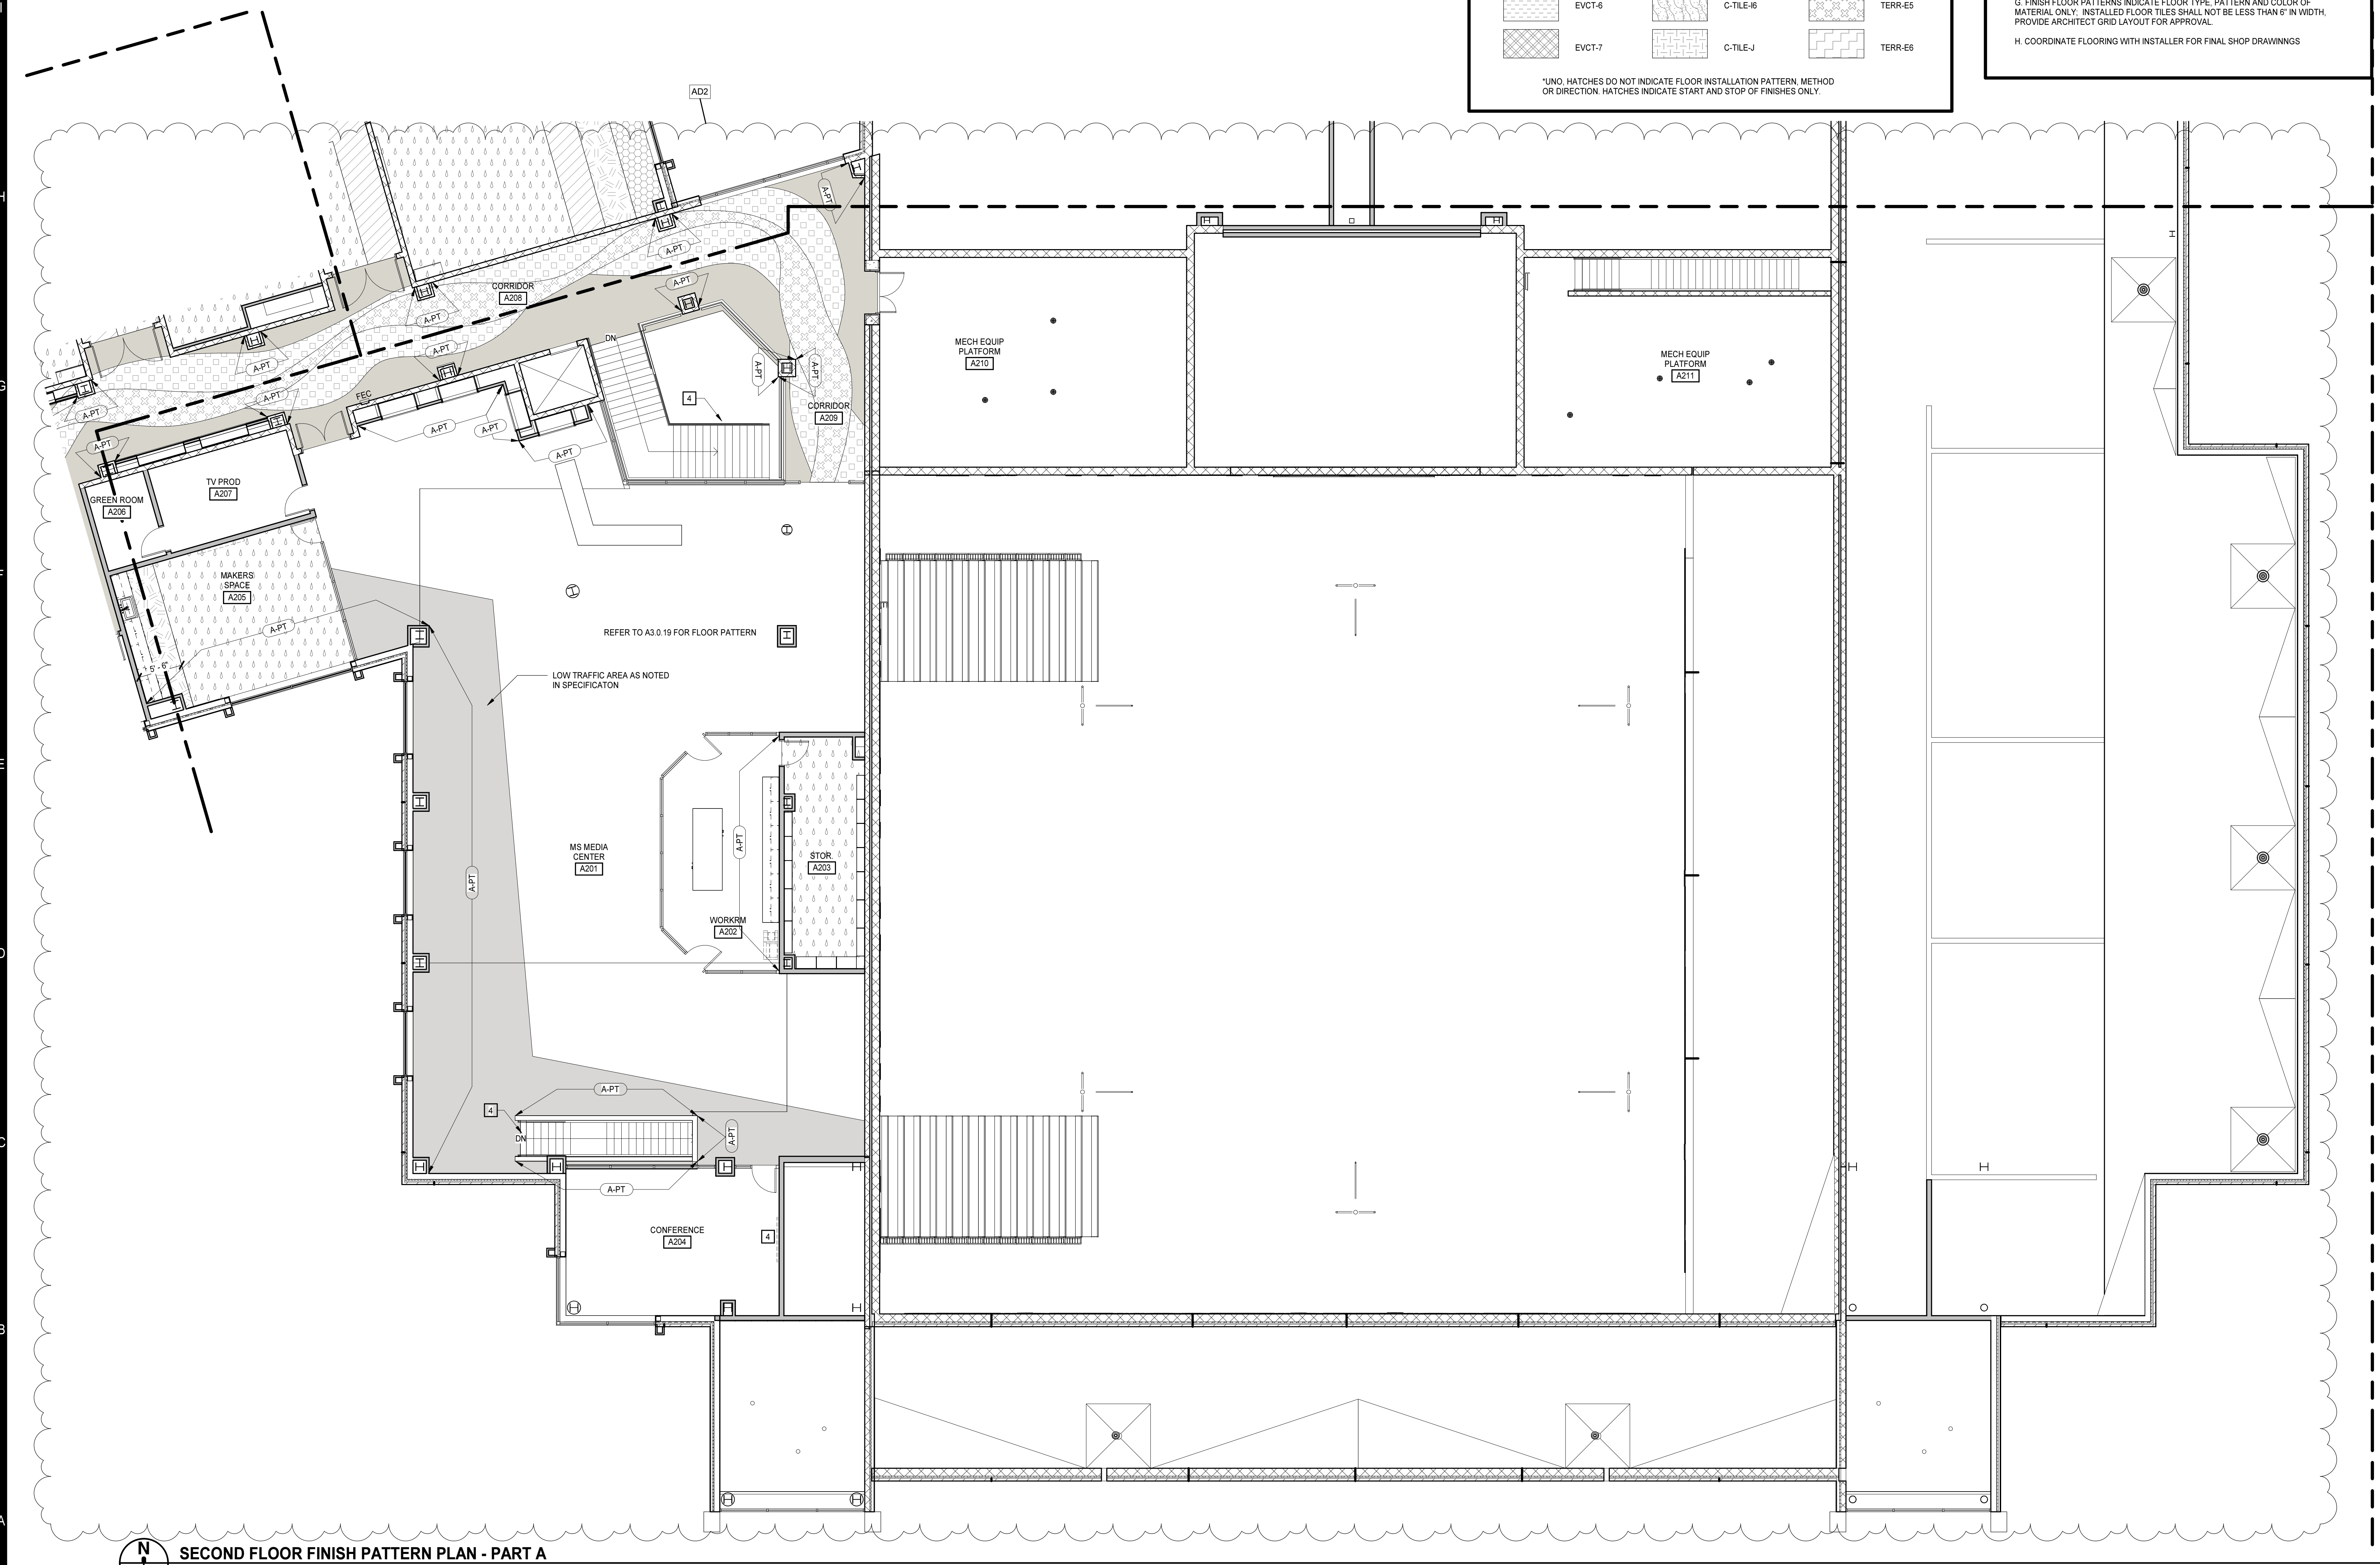 EVCT-6
C-TILE-I6
TERR-E5
EVCT-7
C-TILE-J
TERR-E6
*UNO, HATCHES DO NOT INDICATE FLOOR INSTALLATION PATTERN, METHOD
OR DIRECTION. HATCHES INDICATE START AND STOP OF FINISHES ONLY.
G. FINISH FLOOR PATTERNS INDICATE FLOOR TYPE, PATTERN AND COLOR OF
MATERIAL ONLY; INSTALLED FLOOR TILES SHALL NOT BE LESS THAN 6" IN WIDTH,
PROVIDE ARCHITECT GRID LAYOUT FOR APPROVAL.
H. COORDINATE FLOORING WITH INSTALLER FOR FINAL SHOP DRAWINNGS
AD2
H
A-PT
A-PT
A-PT
CORRIDOR
A208
A-PT
DN
MECH EQUIP
PLATFORM
A210
MECH EQUIP
PLATFORM
A211
A-PT
A-PT
A-PT
A-PT
G
A-PT
FEC
4
A-PT
CORRIDOR
A209
A-PT
A-PT
A-PT
A-PT
TV PROD
A207
GREEN ROOM
A206
F
MAKERS
SPACE
A205
A-PT
REFER TO A3.0.19 FOR FLOOR PATTERN
5' - 6"
LOW TRAFFIC AREA AS NOTED
IN SPECIFICATON
E
MS MEDIA
CENTER
A201
A-PT
STOR.
A203
A-PT
WORKRM
A202
D
A-PT
4
DN
A-PT
C
A-PT
CONFERENCE
A204
4
B
A
N
SECOND FLOOR FINISH PATTERN PLAN - PART A